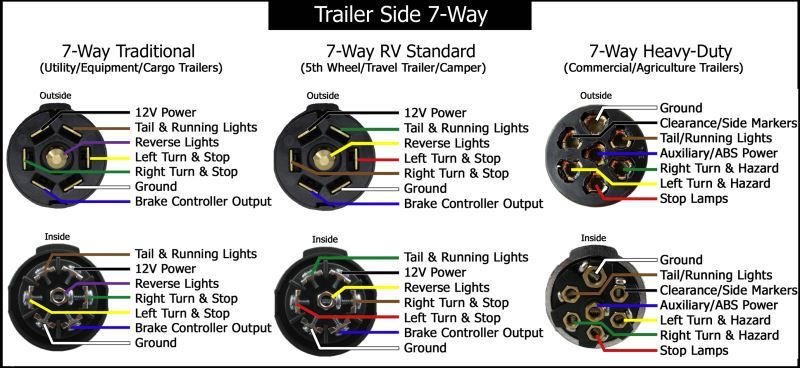 Trailer Side 7-Way
7-Way Traditional
(Utility/Equipment/Cargo Trailers)
Outside
12V Power
Tail & Running Lights
Reverse Lights
Left Turn & Stop
Right Turn & Stop
Ground
Brake Controller Output
Inside
Tail & Running Lights
12V Power
Reverse Lights
Right Turn & Stop
Left Turn & Stop
Brake Controller Output
Ground
7-Way RV Standard
(5th Wheel/Travel Trailer/Camper)
Outside
12V Power
Tail & Running Lights
Reverse Lights
Left Turn & Stop
Right Turn & Stop
Ground
Brake Controller Output
Inside
Tail & Running Lights
12V Power
Reverse Lights
Right Turn & Stop
Left Turn & Stop
Brake Controller Output
Ground
7-Way Heavy-Duty
(Commercial/Agriculture Trailers)
Outside
Ground
Clearance/Side Markers
Tail/Running Lights
Auxiliary/ABS Power
Right Turn & Hazard
Left Turn & Hazard
Stop Lamps
Inside
Ground
Tail/Running Lights
Clearance/Side Markers
Auxiliary/ABS Power
Left Turn & Hazard
Right Turn & Hazard
Stop Lamps